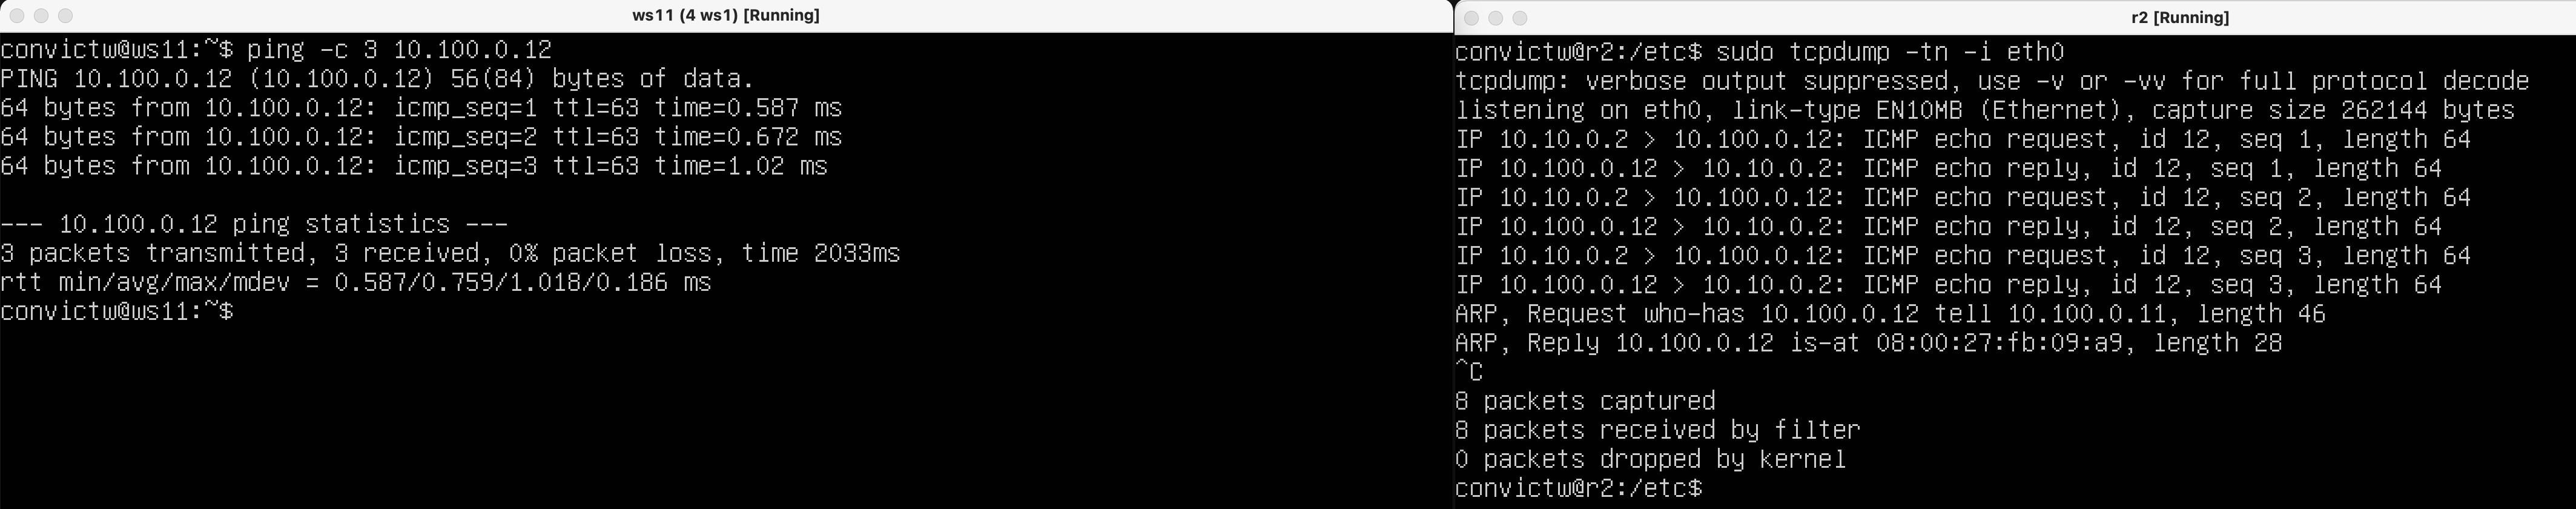 ws11 (4 ws1) [Running]
convictw@ws11:~$ ping -c 3 10.100.0.12
PING 10.100.0.12 (10.100.0.12) 56(84) bytes of data.
64 bytes from 10.100.0.12: icmp_seq=1 ttl=63 time=0.587 ms
64 bytes from 10.100.0.12: icmp_seq=2 ttl=63 time=0.672 ms
64 bytes from 10.100.0.12: icmp_seq=3 ttl=63 time=1.02 ms
--- 10.100.0.12 ping statistics ---
3 packets transmitted, 3 received, 0% packet loss, time 2033ms
rtt min/avg/max/mdev = 0.587/0.759/1.018/0.186 ms
convictw@ws11:~$
r2 [Running]
convictw@r2:/etc$ sudo tcpdump -tn -i eth0
tcpdump: verbose output suppressed, use -v or -vv for full protocol decode
listening on eth0, link-type EN10MB (Ethernet), capture size 262144 bytes
IP 10.10.0.2 > 10.100.0.12: ICMP echo request, id 12, seq 1, length 64
IP 10.100.0.12 > 10.10.0.2: ICMP echo reply, id 12, seq 1, length 64
IP 10.10.0.2 > 10.100.0.12: ICMP echo request, id 12, seq 2, length 64
IP 10.100.0.12 > 10.10.0.2: ICMP echo reply, id 12, seq 2, length 64
IP 10.10.0.2 > 10.100.0.12: ICMP echo request, id 12, seq 3, length 64
IP 10.100.0.12 > 10.10.0.2: ICMP echo reply, id 12, seq 3, length 64
ARP, Request who-has 10.100.0.12 tell 10.100.0.11, length 46
ARP, Reply 10.100.0.12 is-at 08:00:27:fb:09:a9, length 28
^C
8 packets captured
8 packets received by filter
0 packets dropped by kernel
convictw@r2:/etc$